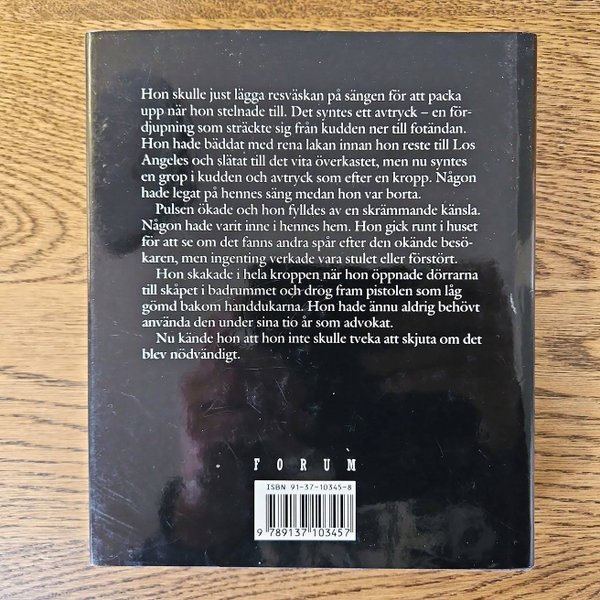 Hon skulle just lägga resväskan på sängen för att packa
upp när hon stelnade till. Det syntes ett avtryck – en för-
djupning som sträckte sig från kudden ner till fotändan.
Hon hade bäddat med rena lakan innan hon reste till Los
Angeles och slätat till det vita överkastet, men nu syntes
en grop i kudden och avtryck som efter en kropp. Någon
hade legat på hennes säng medan hon var borta.
Pulsen ökade och hon fylldes av en skrämmande känsla.
Någon hade varit inne i hennes hem. Hon gick runt i huset
för att se om det fanns andra spår efter den okände besö-
karen, men ingenting verkade vara stulet eller förstört.
Hon skakade i hela kroppen när hon öppnade dörrarna
till skåpet i badrummet och drog fram pistolen som låg
gömd bakom handdukarna. Hon hade ännu aldrig behövt
använda den under sina tio år som advokat.
Nu kände hon att hon inte skulle tveka att skjuta om det
blev nödvändigt.
FORUM
ISBN 91-37-10345-8
9 789137 103457